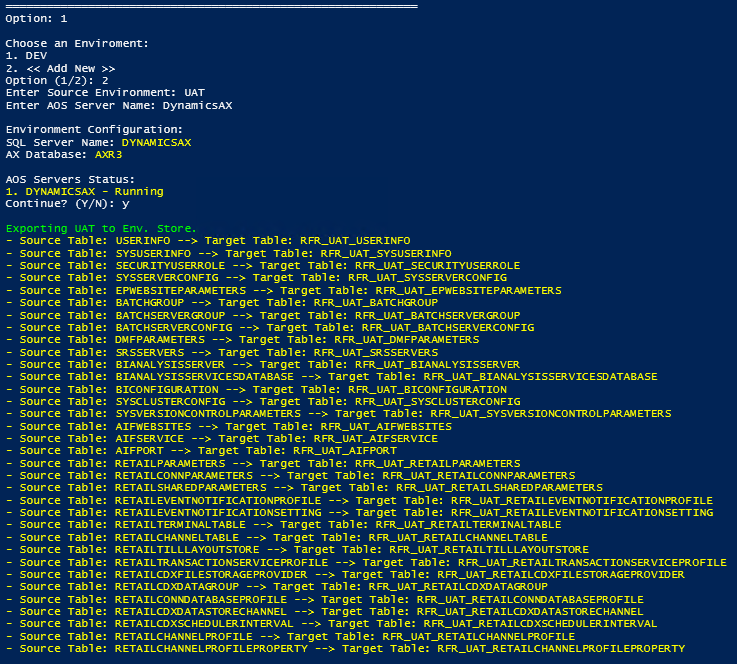 Option: 1
Choose an Enviroment:
1. DEV
2. << Add New >>
Option (1/2): 2
Enter Source Environment: UAT
Enter AOS Server Name: DynamicsAX
Environment Configuration:
SQL Server Name: DYNAMICSAX
AX Database: AXR3
AOS Servers Status:
1. DYNAMICSAX - Running
Continue? (Y/N): y
Exporting UAT to Env. Store.
- Source Table: USERINFO --> Target Table: RFR_UAT_USERINFO
- Source Table: SYSUSERINFO --> Target Table: RFR_UAT_SYSUSERINFO
- Source Table: SECURITYUSERROLE --> Target Table: RFR_UAT_SECURITYUSERROLE
- Source Table: SYSSERVERCONFIG --> Target Table: RFR_UAT_SYSSERVERCONFIG
- Source Table: EPWEBSITEPARAMETERS --> Target Table: RFR_UAT_EPWEBSITEPARAMETERS
- Source Table: BATCHGROUP --> Target Table: RFR_UAT_BATCHGROUP
- Source Table: BATCHSERVERGROUP --> Target Table: RFR_UAT_BATCHSERVERGROUP
- Source Table: BATCHSERVERCONFIG --> Target Table: RFR_UAT_BATCHSERVERCONFIG
- Source Table: DMFPARAMETERS --> Target Table: RFR_UAT_DMFPARAMETERS
- Source Table: SRSSERVERS --> Target Table: RFR_UAT_SRSSERVERS
- Source Table: BIANALYSISSERVER --> Target Table: RFR_UAT_BIANALYSISSERVER
- Source Table: BIANALYSISSERVICESDATABASE --> Target Table: RFR_UAT_BIANALYSISSERVICESDATABASE
- Source Table: BICONFIGURATION --> Target Table: RFR_UAT_BICONFIGURATION
- Source Table: SYSCLUSTERCONFIG --> Target Table: RFR_UAT_SYSCLUSTERCONFIG
- Source Table: SYSVERSIONCONTROLPARAMETERS --> Target Table: RFR_UAT_SYSVERSIONCONTROLPARAMETERS
- Source Table: AIFWEBSITES --> Target Table: RFR_UAT_AIFWEBSITES
- Source Table: AIFSERVICE --> Target Table: RFR_UAT_AIFSERVICE
- Source Table: AIFPORT --> Target Table: RFR_UAT_AIFPORT
- Source Table: RETAILPARAMETERS --> Target Table: RFR_UAT_RETAILPARAMETERS
- Source Table: RETAILCONNPARAMETERS --> Target Table: RFR_UAT_RETAILCONNPARAMETERS
- Source Table: RETAILSHAREDPARAMETERS --> Target Table: RFR_UAT_RETAILSHAREDPARAMETERS
- Source Table: RETAILEVENTNOTIFICATIONPROFILE --> Target Table: RFR_UAT_RETAILEVENTNOTIFICATIONPROFILE
- Source Table: RETAILEVENTNOTIFICATIONSETTING --> Target Table: RFR_UAT_RETAILEVENTNOTIFICATIONSETTING
- Source Table: RETAILTERMINALTABLE --> Target Table: RFR_UAT_RETAILTERMINALTABLE
- Source Table: RETAILCHANNELTABLE --> Target Table: RFR_UAT_RETAILCHANNELTABLE
- Source Table: RETAILTILLLAYOUTSTORE --> Target Table: RFR_UAT_RETAILTILLLAYOUTSTORE
- Source Table: RETAILTRANSACTIONSERVICEPROFILE --> Target Table: RFR_UAT_RETAILTRANSACTIONSERVICEPROFILE
- Source Table: RETAILCDXFILESTORAGEPROVIDER --> Target Table: RFR_UAT_RETAILCDXFILESTORAGEPROVIDER
- Source Table: RETAILCDXDATAGROUP --> Target Table: RFR_UAT_RETAILCDXDATAGROUP
- Source Table: RETAILCONNDATABASEPROFILE --> Target Table: RFR_UAT_RETAILCONNDATABASEPROFILE
- Source Table: RETAILCDXDATASTORECHANNEL --> Target Table: RFR_UAT_RETAILCDXDATASTORECHANNEL
- Source Table: RETAILCDXSCHEDULERINTERVAL --> Target Table: RFR_UAT_RETAILCDXSCHEDULERINTERVAL
- Source Table: RETAILCHANNELPROFILE --> Target Table: RFR_UAT_RETAILCHANNELPROFILE
- Source Table: RETAILCHANNELPROFILEPROPERTY --> Target Table: RFR_UAT_RETAILCHANNELPROFILEPROPERTY